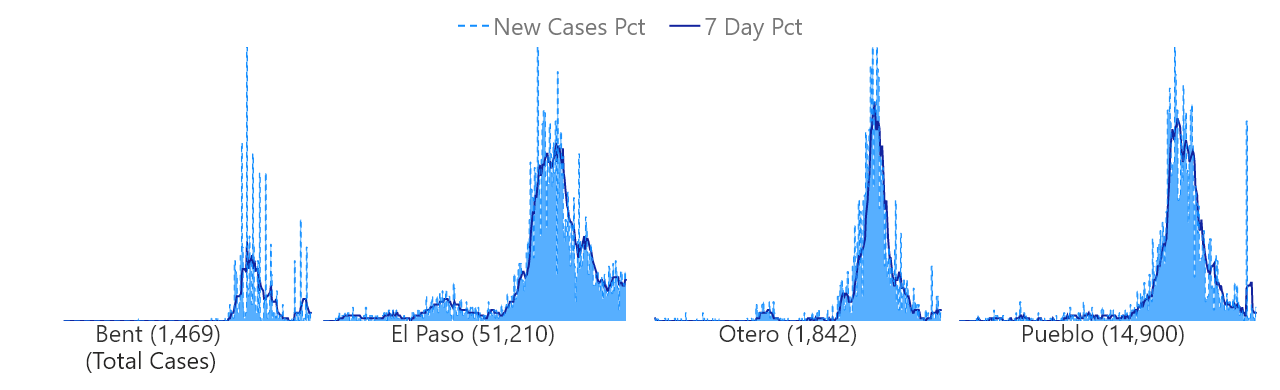 New Cases Pct 7 Day Pct
Bent (1,469) El Paso (51,210) Otero (1,842) Pueblo (14,900)
(Total Cases)